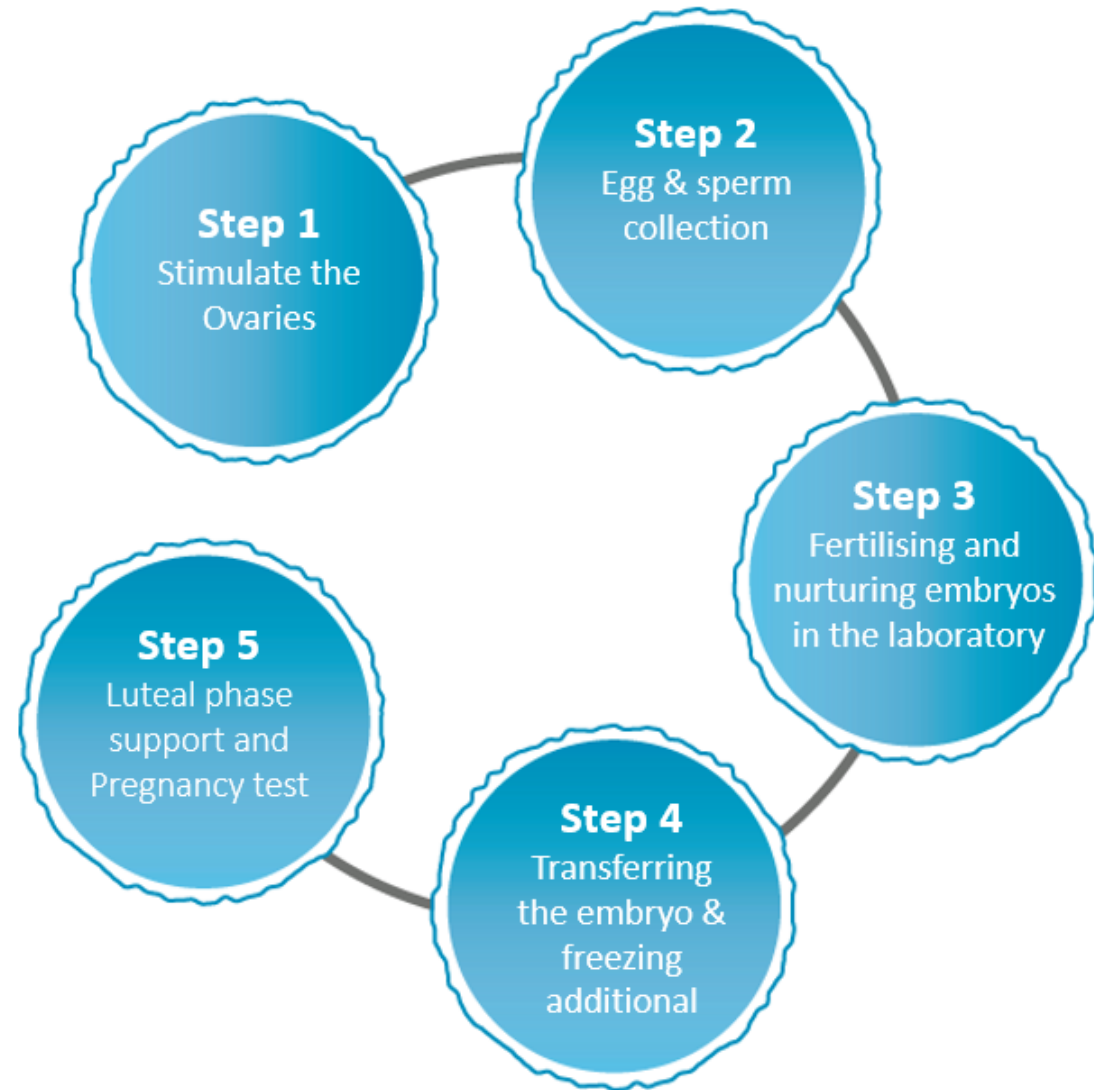 Step 1
Stimulate the
Ovaries
Step 2
Egg & sperm
collection
Step 3
Fertilising and
nurturing embryos
in the laboratory
Step 4
Transferring
the embryo &
freezing
additional
Step 5
Luteal phase
support and
Pregnancy test